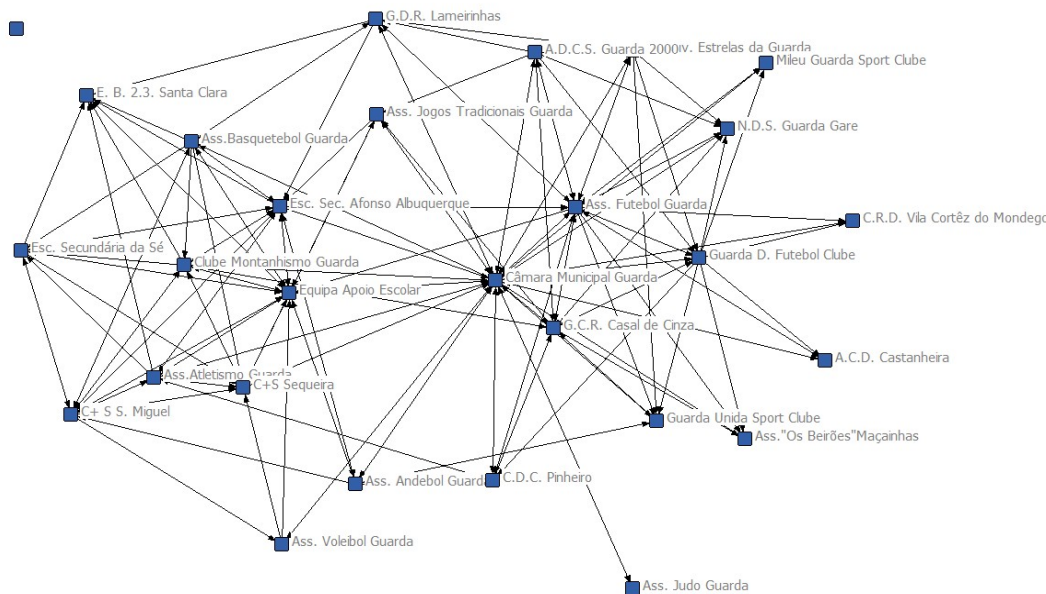 G.D.R. Lameirinhas
A.D.C.S. Guarda 2000
iv. Estrelas da Guarda
Mileu Guarda Sport Clube
E. B. 2.3. Santa Clara
Ass. Jogos Tradicionais Guarda
N.D.S. Guarda Gare
Ass.Basquetebol Guarda
Esc. Sec. Afonso Albuquerque
Ass. Futebol Guarda
C.R.D. Vila Cortêz do Mondego
Esc. Secundária da Sé
Clube Montanhismo Guarda
Guarda D. Futebol Clube
Câmara Municipal Guarda
Equipa Apoio Escolar
G.C.R. Casal de Cinza
A.C.D. Castanheira
Ass.Atletismo Guarda
C+S Sequeira
C+ S S. Miguel
Guarda Unida Sport Clube
Ass."Os Beirões"Maçainhas
Ass. Andebol Guarda
C.D.C. Pinheiro
Ass. Voleibol Guarda
Ass. Judo Guarda